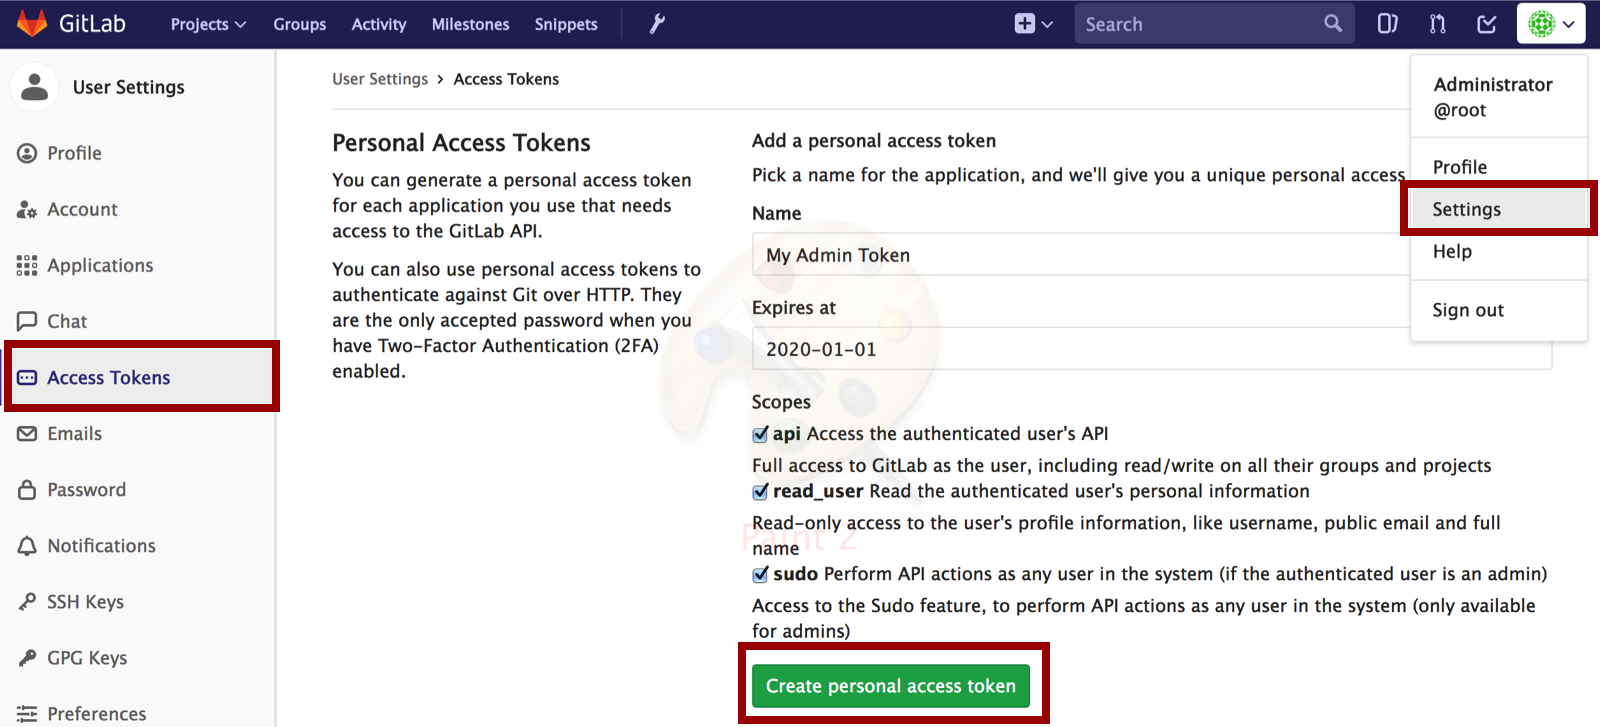 GitLab
Projects
Groups
Activity
Milestones
Snippets
Search
Administrator
@root
Profile
Settings
Help
Sign out
User Settings
Profile
Account
Applications
Chat
Access Tokens
Emails
Password
Notifications
SSH Keys
GPG Keys
Preferences
User Settings > Access Tokens
Personal Access Tokens
You can generate a personal access token
for each application you use that needs
access to the GitLab API.
You can also use personal access tokens to
authenticate against Git over HTTP. They
are the only accepted password when you
have Two-Factor Authentication (2FA)
enabled.
Add a personal access token
Pick a name for the application, and we'll give you a unique personal access
Name
My Admin Token
Expires at
2020-01-01
Scopes
api Access the authenticated user's API
Full access to GitLab as the user, including read/write on all their groups and projects
read_user Read the authenticated user's personal information
Read-only access to the user's profile information, like username, public email and full
name
Paint 2
sudo Perform API actions as any user in the system (if the authenticated user is an admin)
Access to the Sudo feature, to perform API actions as any user in the system (only available
for admins)
Create personal access token